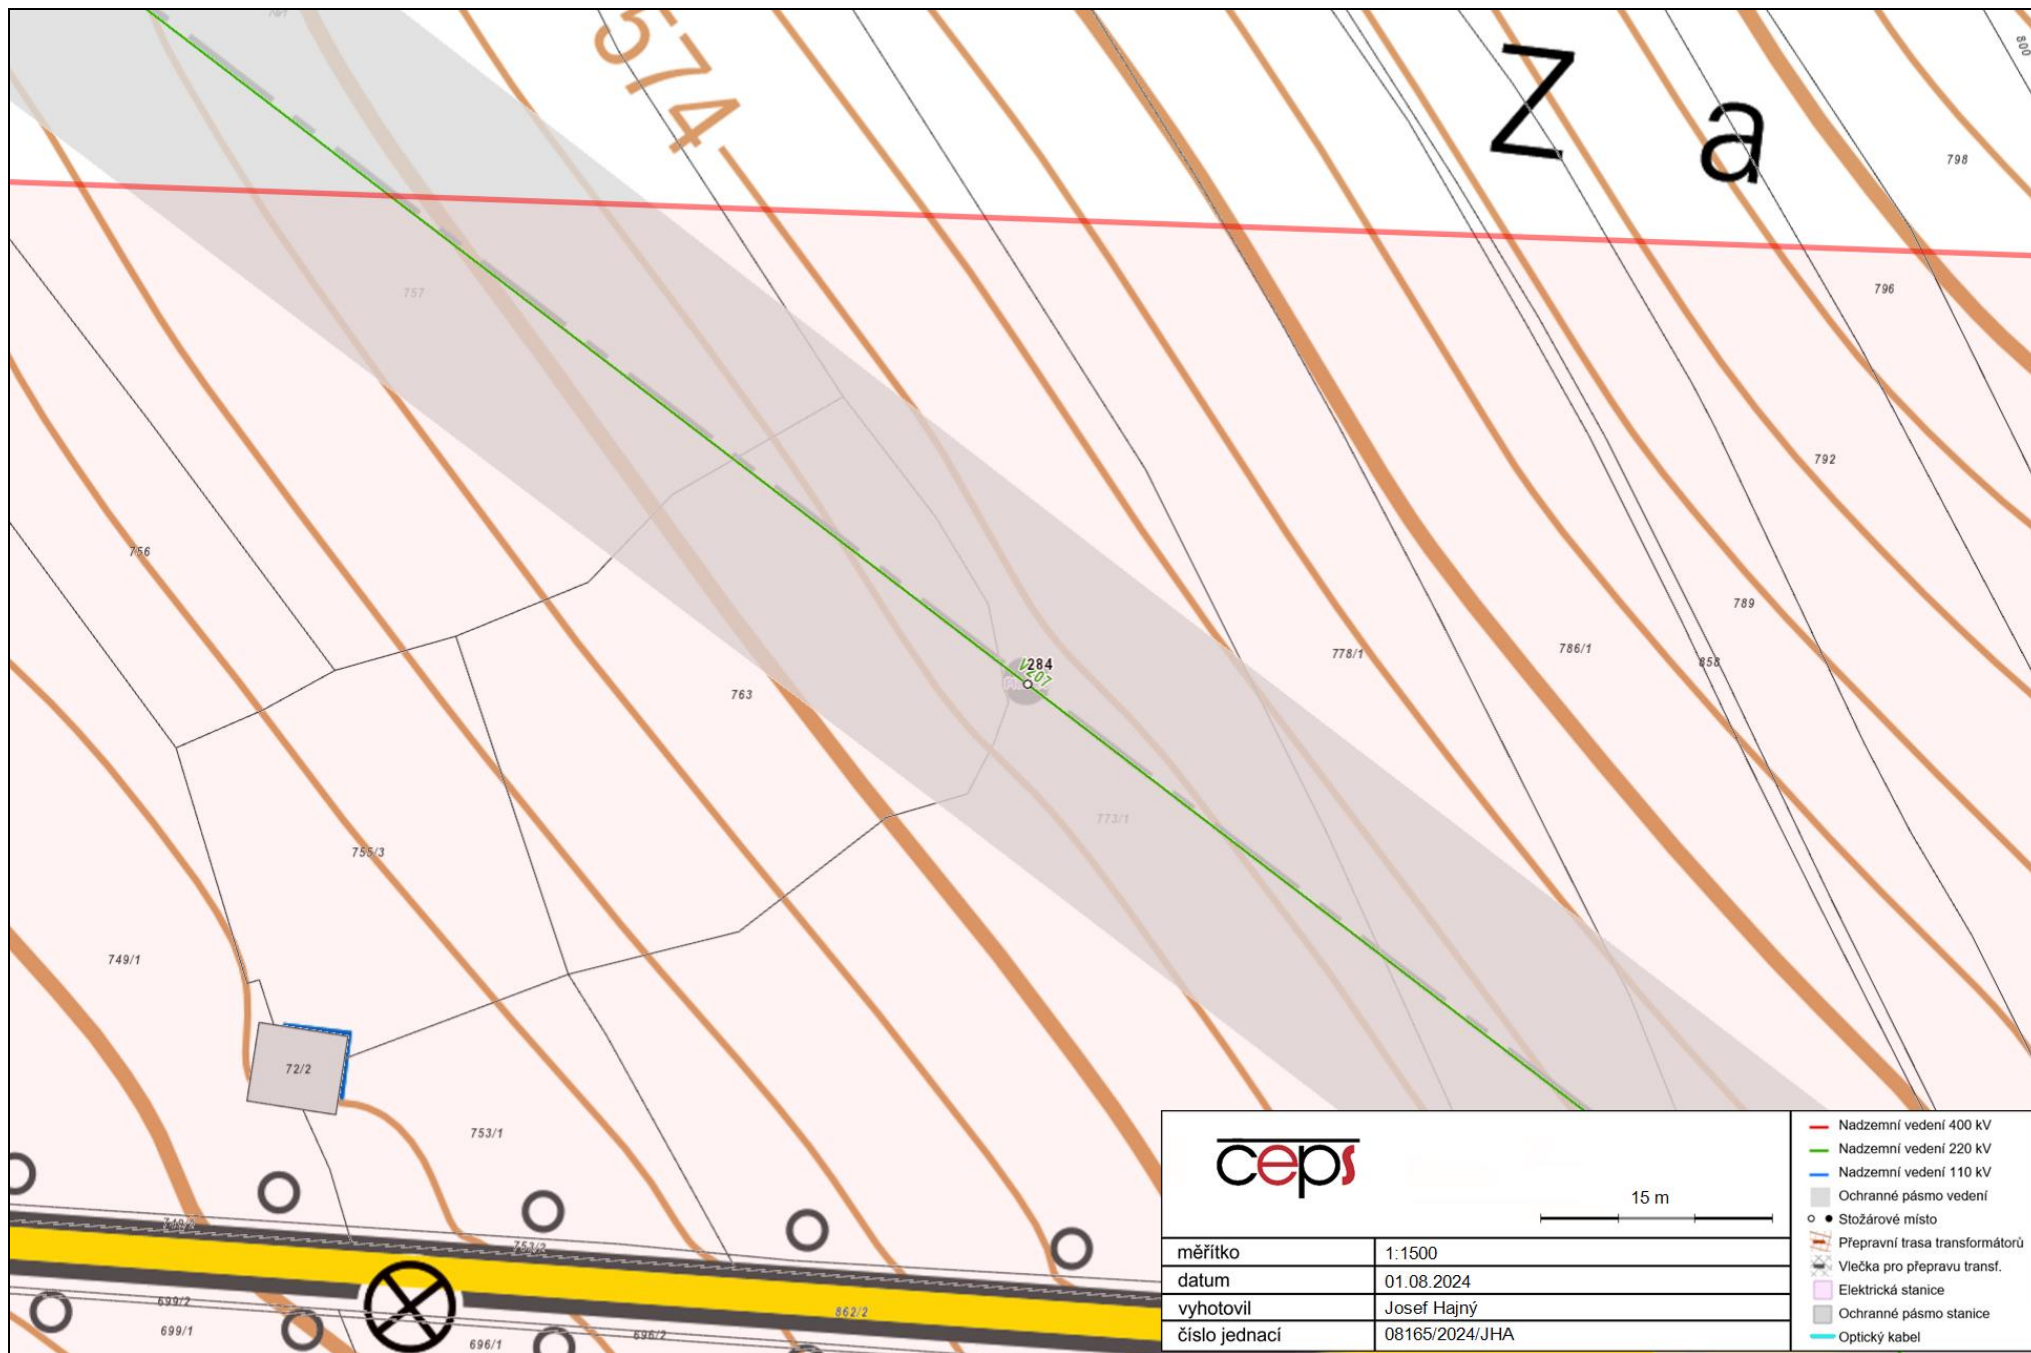 574
Z a
800
798
796
757
792
756
789
284
V207
778/1
786/1
858
763
773/1
755/3
749/1
72/2
753/1
749/2
753/2
699/2
862/2
699/1
696/1
696/2
ceps
15 m
měřítko 1:1500
datum 01.08.2024
vyhotovil Josef Hajný
číslo jednací 08165/2024/JHA
Nadzemní vedení 400 kV
Nadzemní vedení 220 kV
Nadzemní vedení 110 kV
Ochranné pásmo vedení
Stožárové místo
Přepravní trasa transformátorů
Vlečka pro přepravu transf.
Elektrická stanice
Ochranné pásmo stanice
Optický kabel